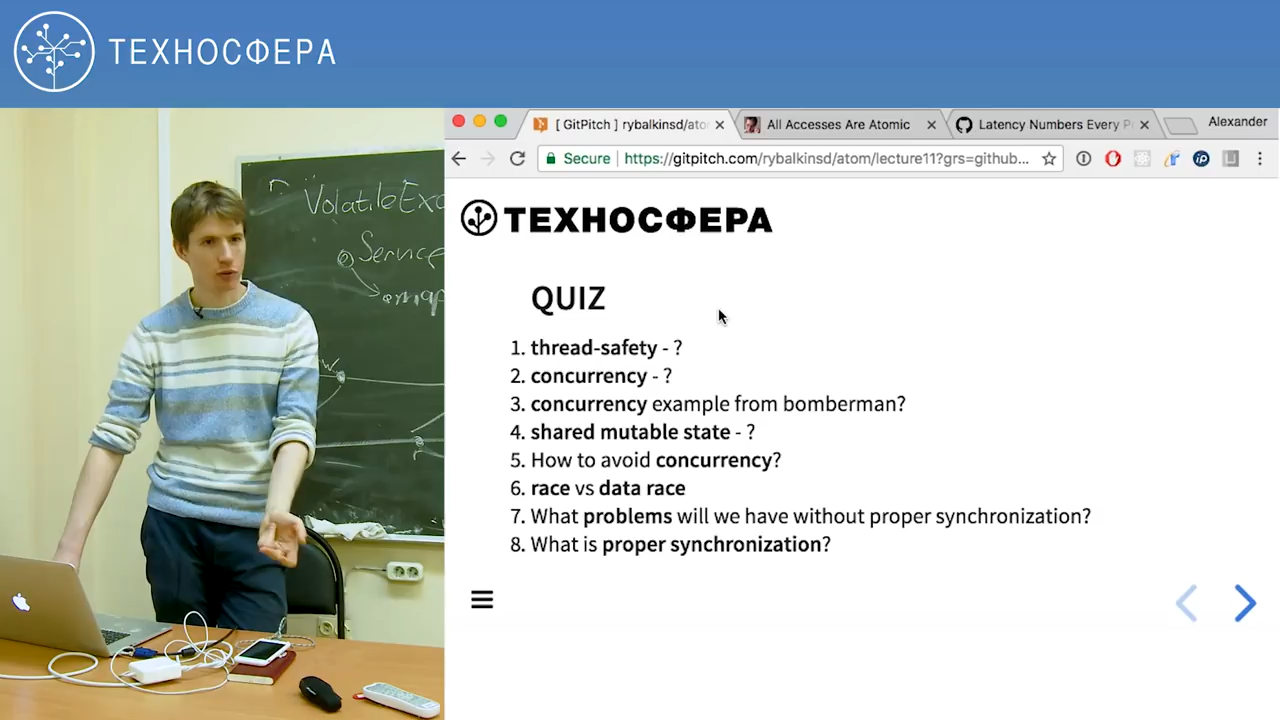 ТЕХНОСФЕРА
[ GitPitch ] rybalkinsd/ato
All Accesses Are Atomic
Latency Numbers Every P
Alexander
Secure
https://gitpitch.com/rybalkinsd/atom/lecture11?grs=github...
ТЕХНОСФЕРА
VolatileExa
Service
QUIZ
1. thread-safety - ?
2. concurrency - ?
3. concurrency example from bomberman?
4. shared mutable state - ?
5. How to avoid concurrency?
6. race vs data race
7. What problems will we have without proper synchronization?
8. What is proper synchronization?